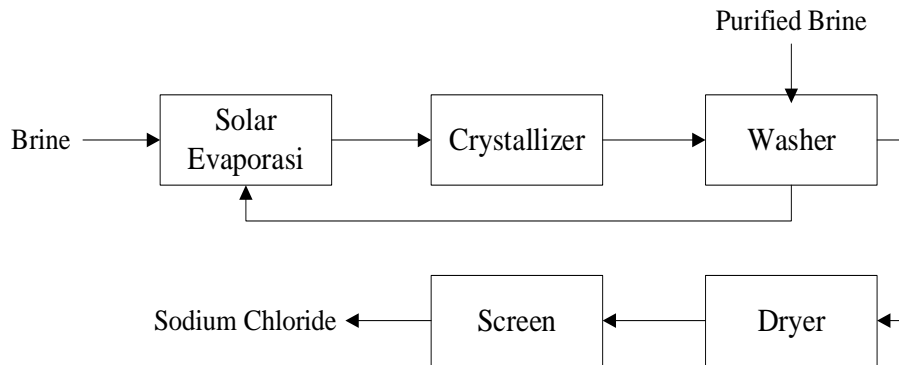 Purified Brine
Brine
Solar
Evaporasi
Crystallizer
Washer
Sodium Chloride
Screen
Dryer